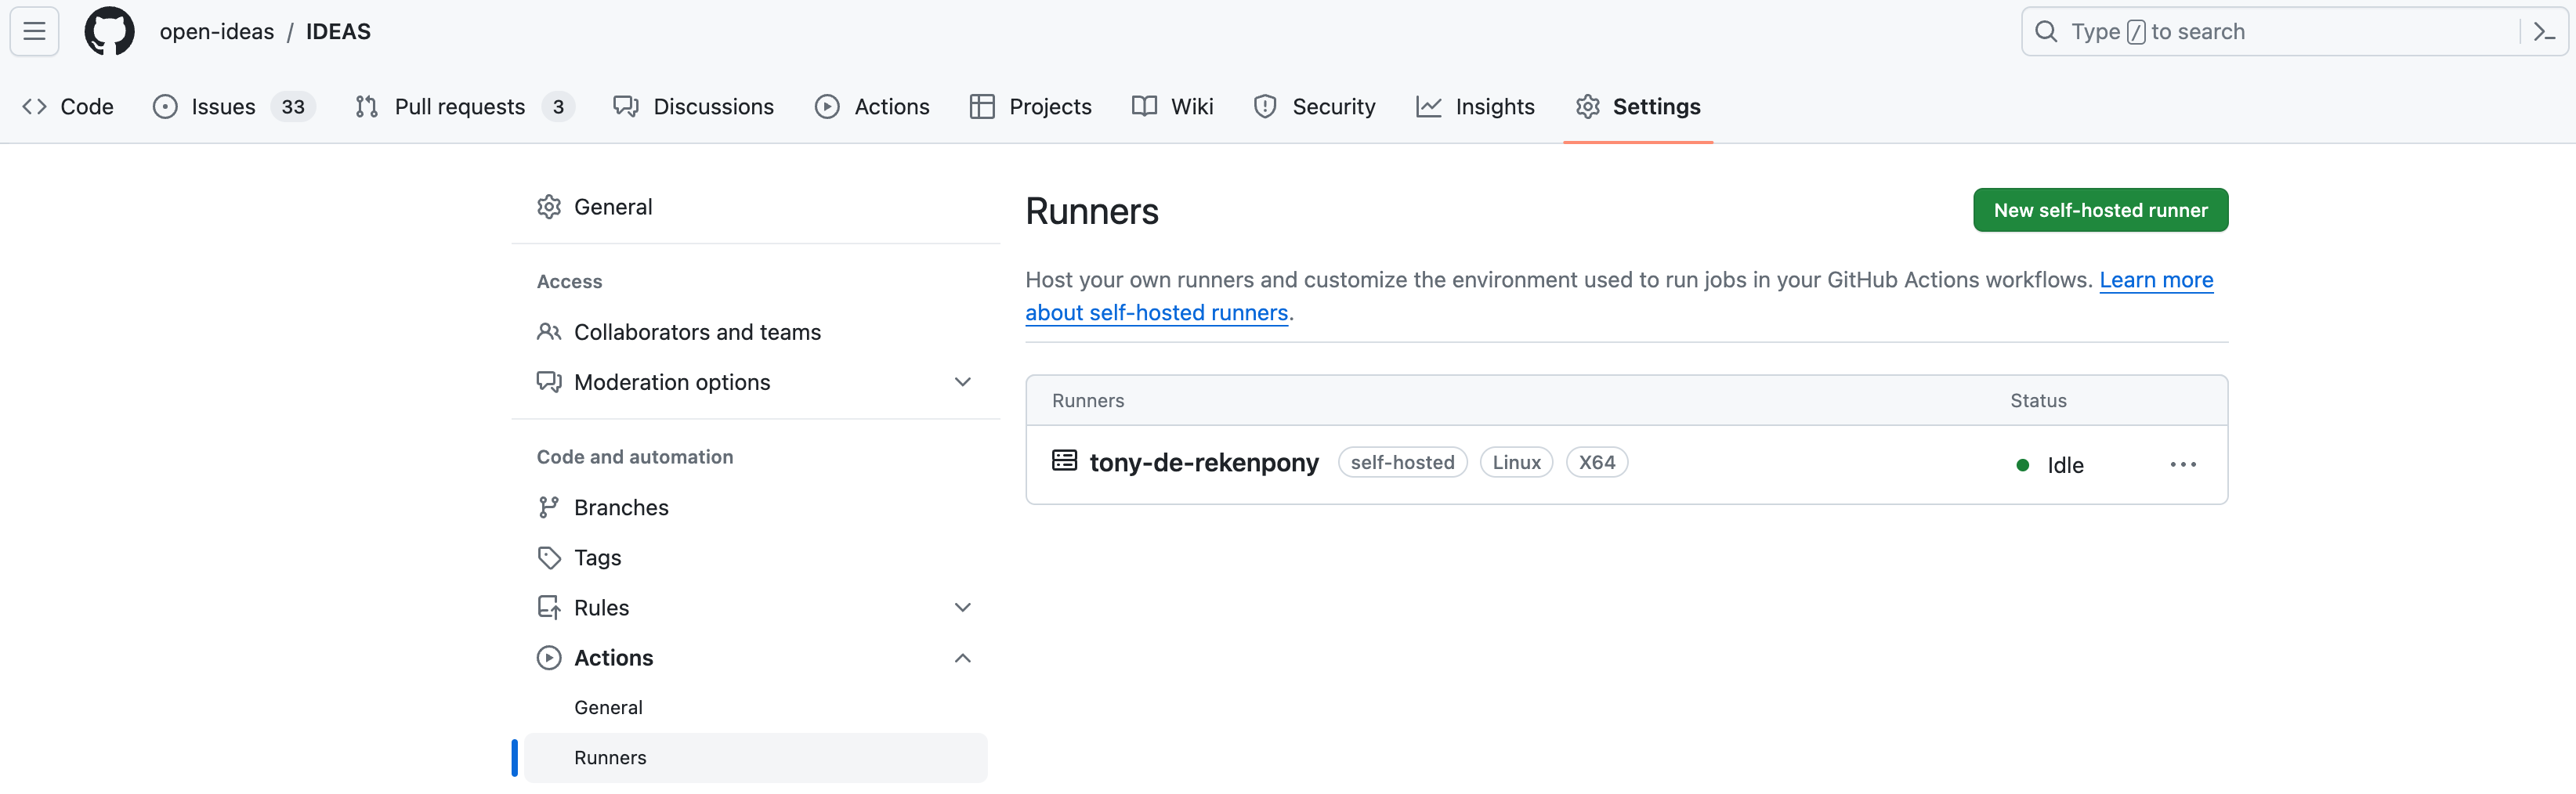 open-ideas / IDEAS
Type / to search
Code
Issues 33
Pull requests 3
Discussions
Actions
Projects
Wiki
Security
Insights
Settings
General
Access
Collaborators and teams
Moderation options
Code and automation
Branches
Tags
Rules
Actions
General
Runners
Runners
New self-hosted runner
Host your own runners and customize the environment used to run jobs in your GitHub Actions workflows. Learn more
about self-hosted runners.
Runners Status
tony-de-rekenpony self-hosted Linux X64 Idle